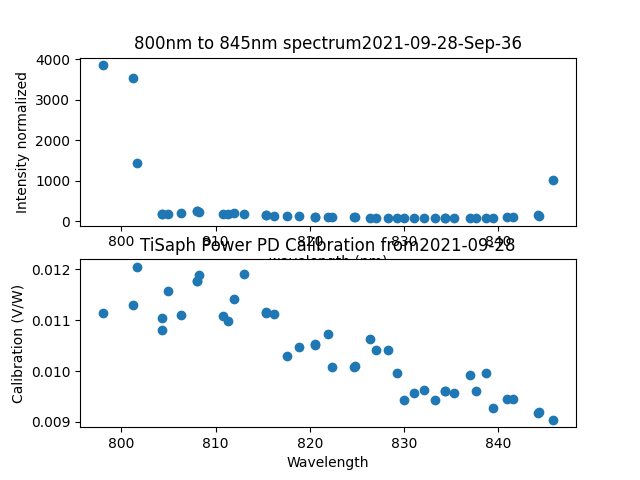 800nm to 845nm spectrum2021-09-28-Sep-36
Intensity normalized
4000
3000
2000
1000
0
800 810 820 830 840
wavelength (nm)
TiSaph Power PD Calibration from2021-09-28
Calibration (V/W)
0.012
0.011
0.010
0.009
800 810 820 830 840
Wavelength